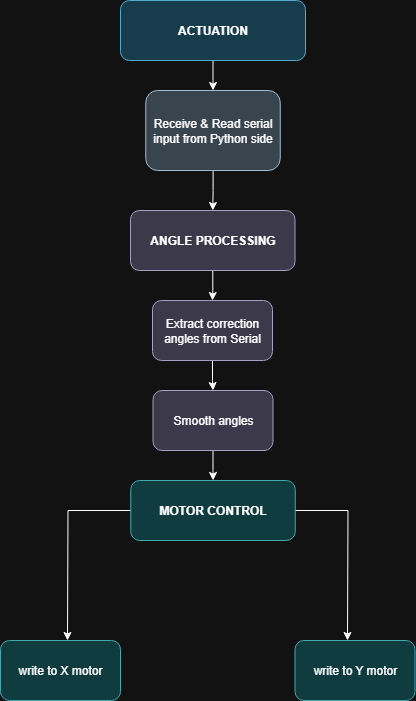 ACTUATION
Receive & Read serial
input from Python side
ANGLE PROCESSING
Extract correction
angles from Serial
Smooth angles
MOTOR CONTROL
write to X motor
write to Y motor